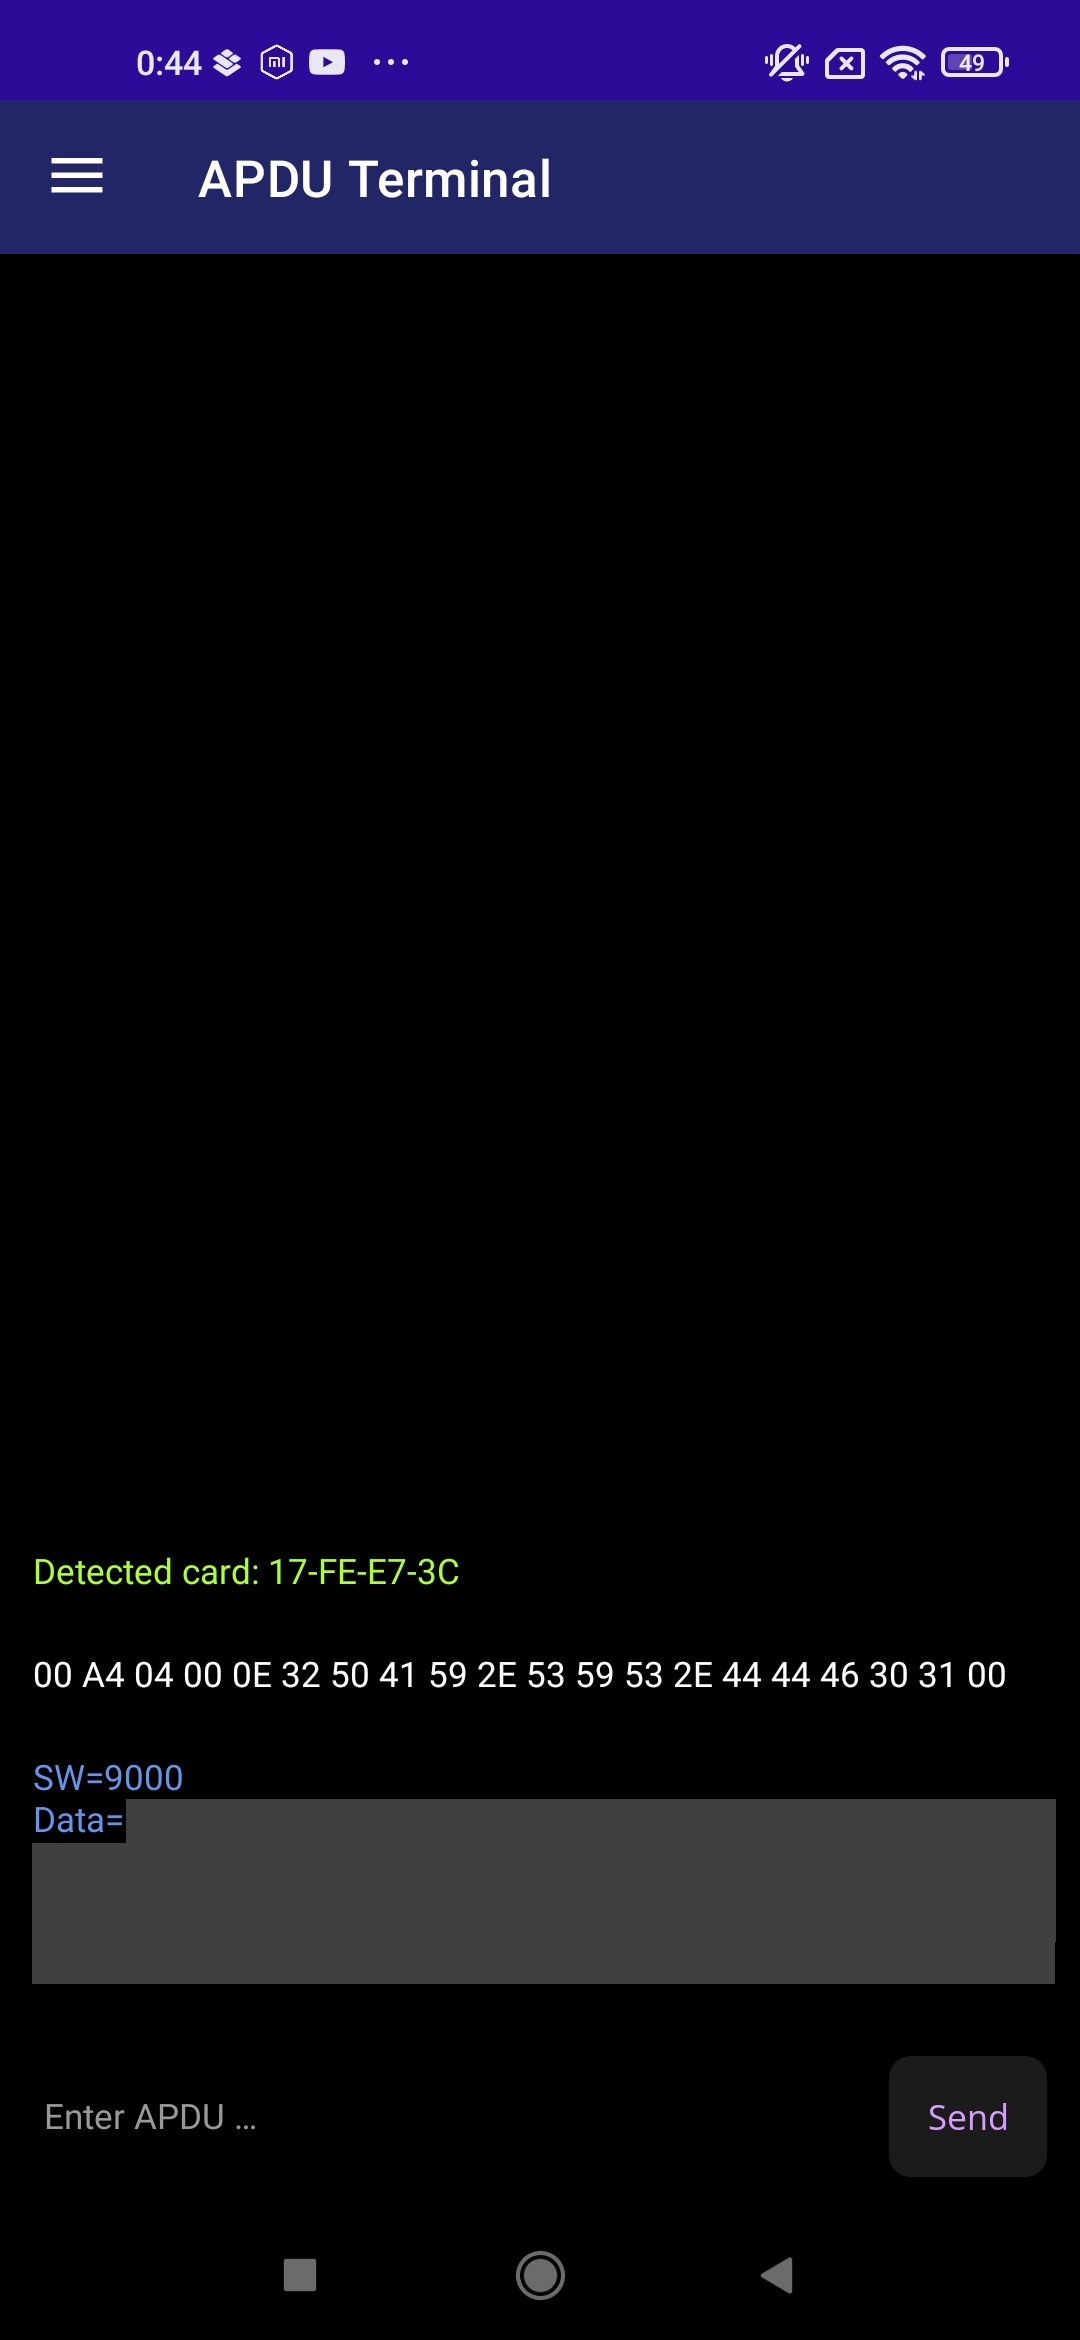 0:44
49
APDU Terminal
Detected card: 17-FE-E7-3C
00 A4 04 00 0E 32 50 41 59 2E 53 59 53 2E 44 44 46 30 31 00
SW=9000
Data=
Enter APDU ...
Send